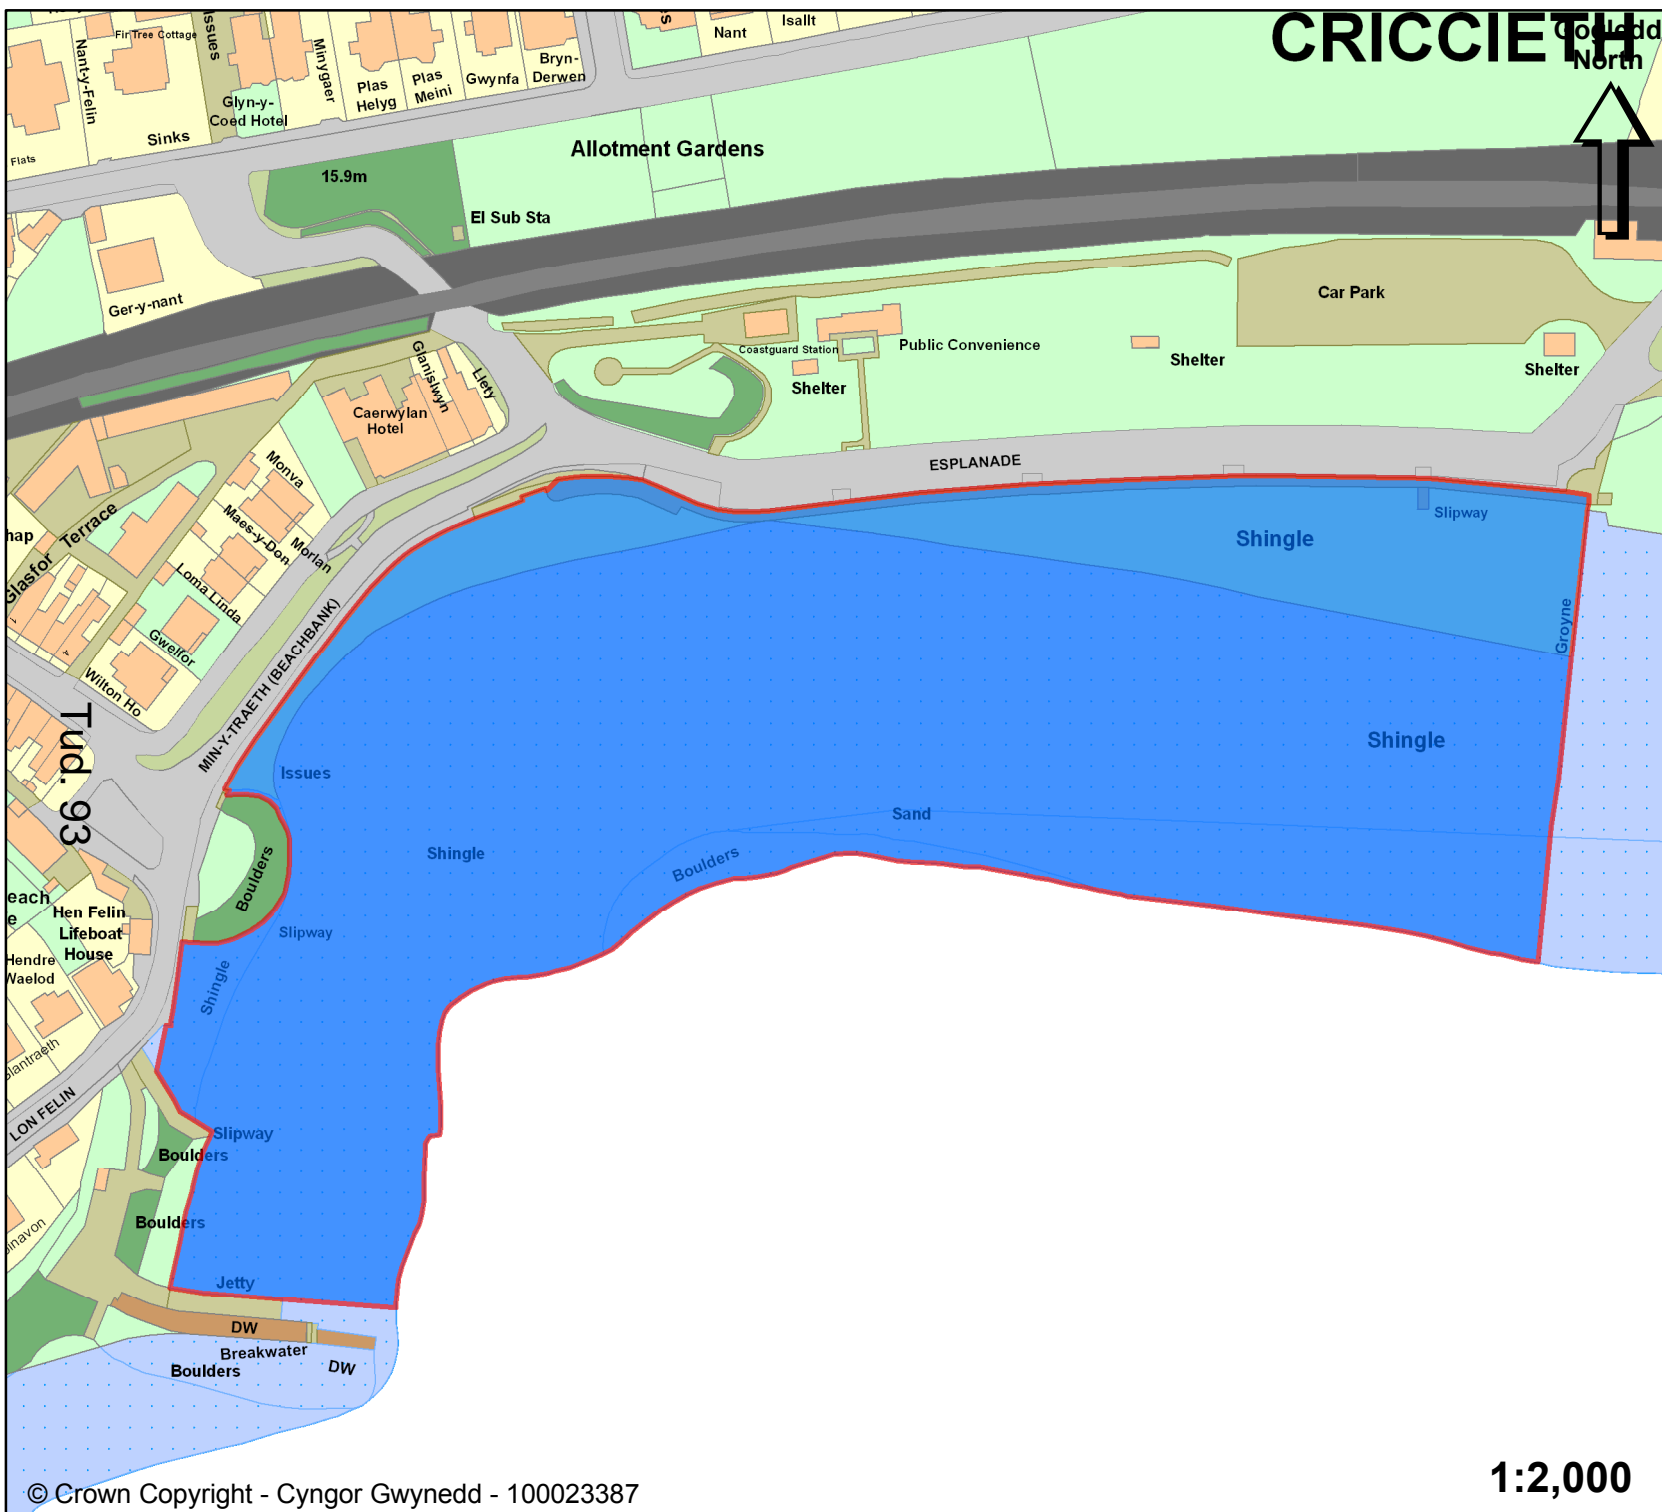 CRICCIETH
Gogledd
North
Isallt
Nant
Fir Tree Cottage
Issues
Nant-y-Felin
Minygaer
Plas
Helyg
Plas
Meini
Gwynfa
Bryn-
Derwen
Glyn-y-
Coed Hotel
Sinks
Flats
Allotment Gardens
15.9m
El Sub Sta
Ger-y-nant
Car Park
Coastguard Station
Public Convenience
Shelter
Shelter
Shelter
Glanislwyn
Llety
Caerwylan
Hotel
ESPLANADE
Monva
Maes-y-Don
Morlan
Glasfor Terrace
hap
Loma Linda
Gwelfor
Wilton Ho
MIN-Y-TRAETH (BEACHBANK)
Slipway
Shingle
Groyne
Tud. 93
Shingle
Issues
Sand
Shingle
Boulders
Boulders
each
e
Hen Felin
Lifeboat
House
Slipway
Hendre
Waelod
Shingle
Glantraeth
LON FELIN
Slipway
Boulders
Boulders
Jetty
DW
Breakwater
DW
Boulders
1:2,000
© Crown Copyright - Cyngor Gwynedd - 100023387